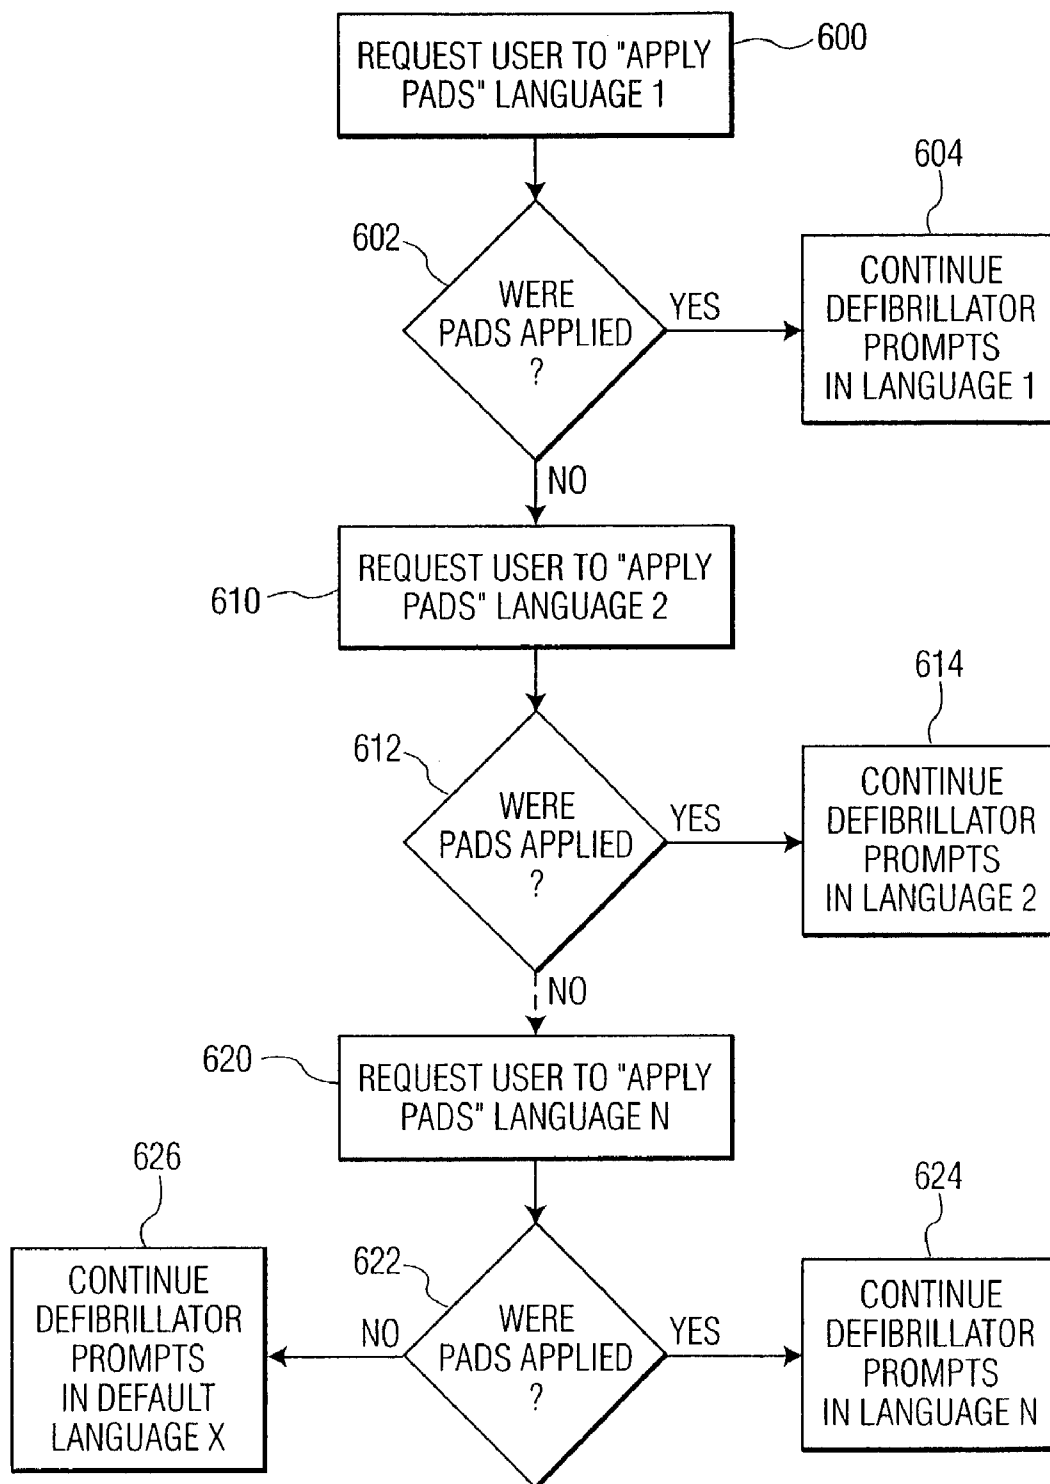 REQUEST USER TO "APPLY
PADS" LANGUAGE 1
600
604
602
WERE
PADS APPLIED
?
YES
CONTINUE
DEFIBRILLATOR
PROMPTS
IN LANGUAGE 1
NO
REQUEST USER TO "APPLY
PADS" LANGUAGE 2
610
614
612
WERE
PADS APPLIED
?
YES
CONTINUE
DEFIBRILLATOR
PROMPTS
IN LANGUAGE 2
NO
620
REQUEST USER TO "APPLY
PADS" LANGUAGE N
626
624
622
CONTINUE
DEFIBRILLATOR
PROMPTS
IN DEFAULT
LANGUAGE X
NO
WERE
PADS APPLIED
?
YES
CONTINUE
DEFIBRILLATOR
PROMPTS
IN LANGUAGE N